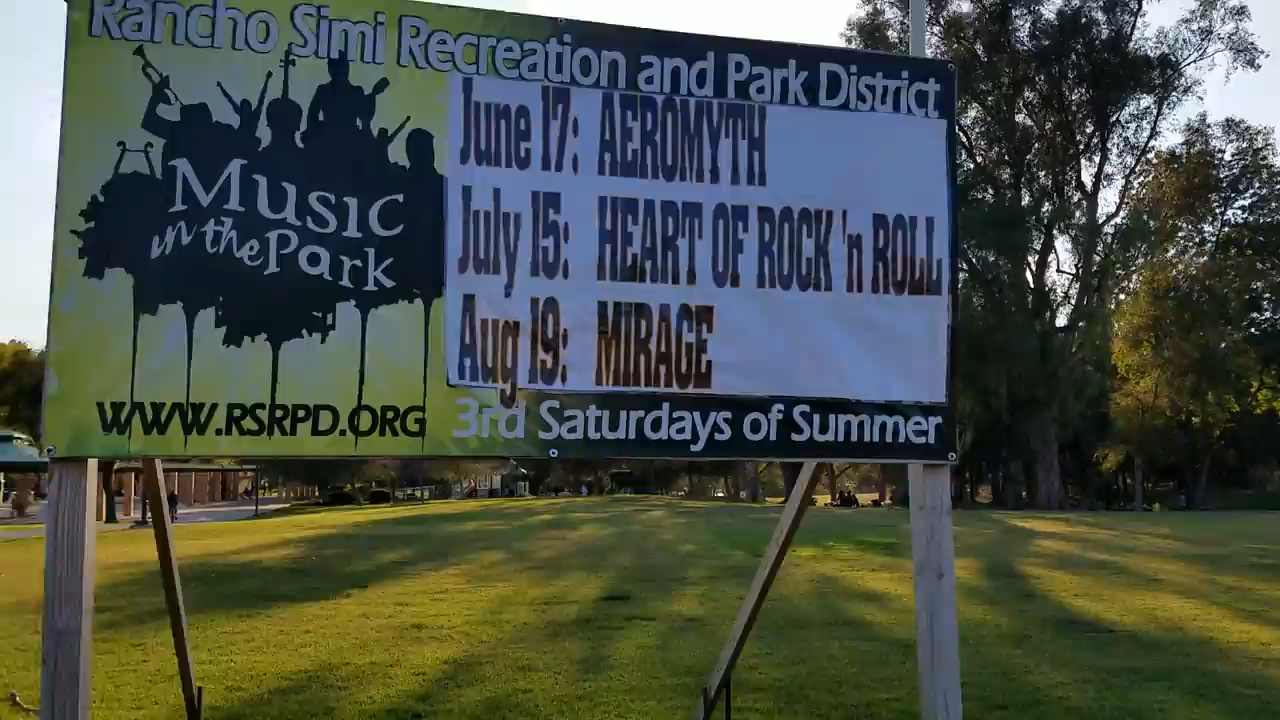 Rancho Simi Recreation and Park District
Music
in the Park
June 17: AEROMYTH
July 15: HEART OF ROCK 'n ROLL
Aug 19: MIRAGE
WWW.RSRPD.ORG
3rd Saturdays of Summer